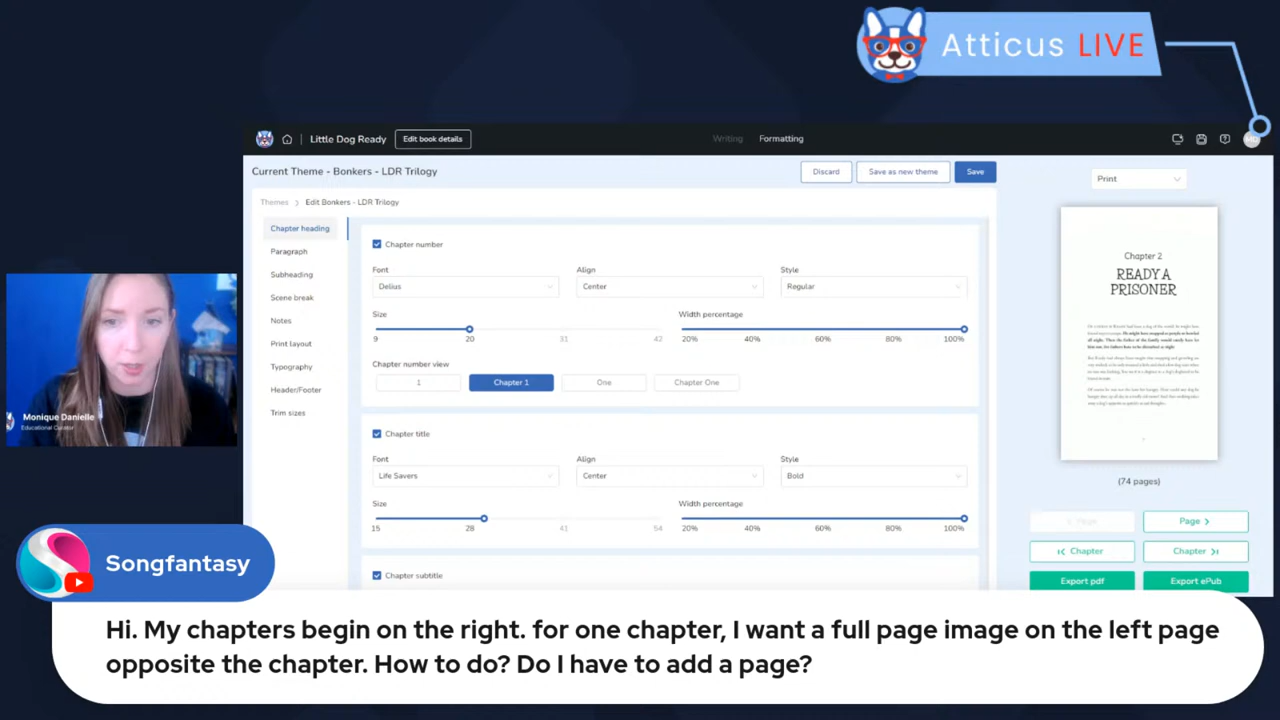 Atticus LIVE
Little Dog Ready
Edit book details
Writing
Formatting
Current Theme - Bonkers - LDR Trilogy
Discard
Save as new theme
Save
Print
Themes
Edit Bonkers - LDR Trilogy
Chapter heading
Paragraph
Subheading
Scene break
Notes
Print layout
Typography
Header/Footer
Trim sizes
Chapter number
Font
Align
Style
Delius
Center
Regular
Size
Width percentage
9 20 31 42
20% 40% 60% 80% 100%
Chapter number view
1
Chapter 1
One
Chapter One
Chapter title
Font
Align
Style
Life Savers
Center
Bold
Size
Width percentage
15 28 41 54
20% 40% 60% 80% 100%
Chapter subtitle
Chapter 2
READY A
PRISONER
(74 pages)
Page
Page
Chapter
Chapter
Export pdf
Export ePub
Monique Danielle
Educational Curator
Songfantasy
Hi. My chapters begin on the right. for one chapter, I want a full page image on the left page
opposite the chapter. How to do? Do I have to add a page?